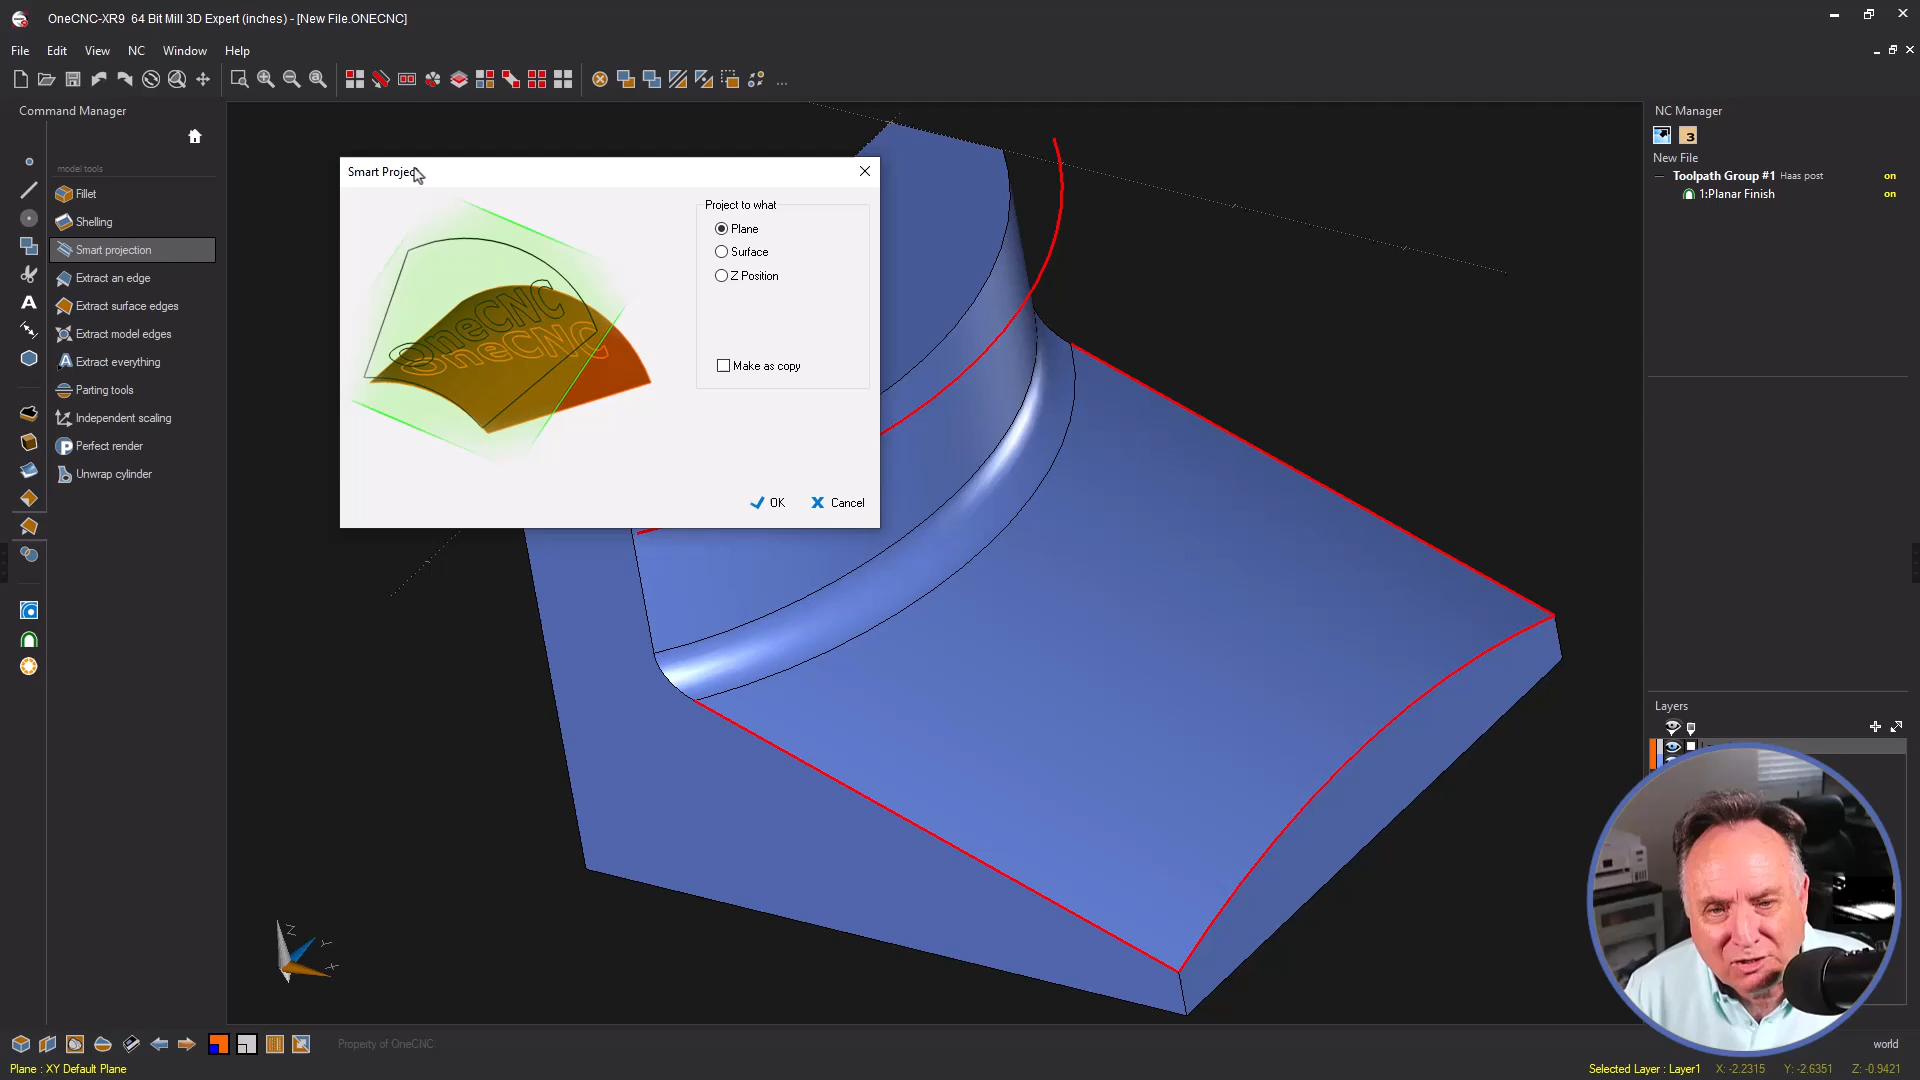 OneCNC-XR9 64 Bit Mill 3D Expert (inches) - [New File.ONECNC]
File Edit View NC Window Help
Command Manager
model tools
Fillet
Shelling
Smart projection
Extract an edge
Extract surface edges
Extract model edges
Extract everything
Parting tools
Independent scaling
Perfect render
Unwrap cylinder
Project to what
Plane
Surface
Z Position
Make as copy
OneCNC
OneCNC
OK
Cancel
NC Manager
3
New File
Toolpath Group #1 Haas post on
1:Planar Finish on
Layers
Z
Y
X
Property of OneCNC
world
Plane : XY Default Plane
Selected Layer : Layer1 X: -2.2315 Y: -2.6351 Z: -0.9421